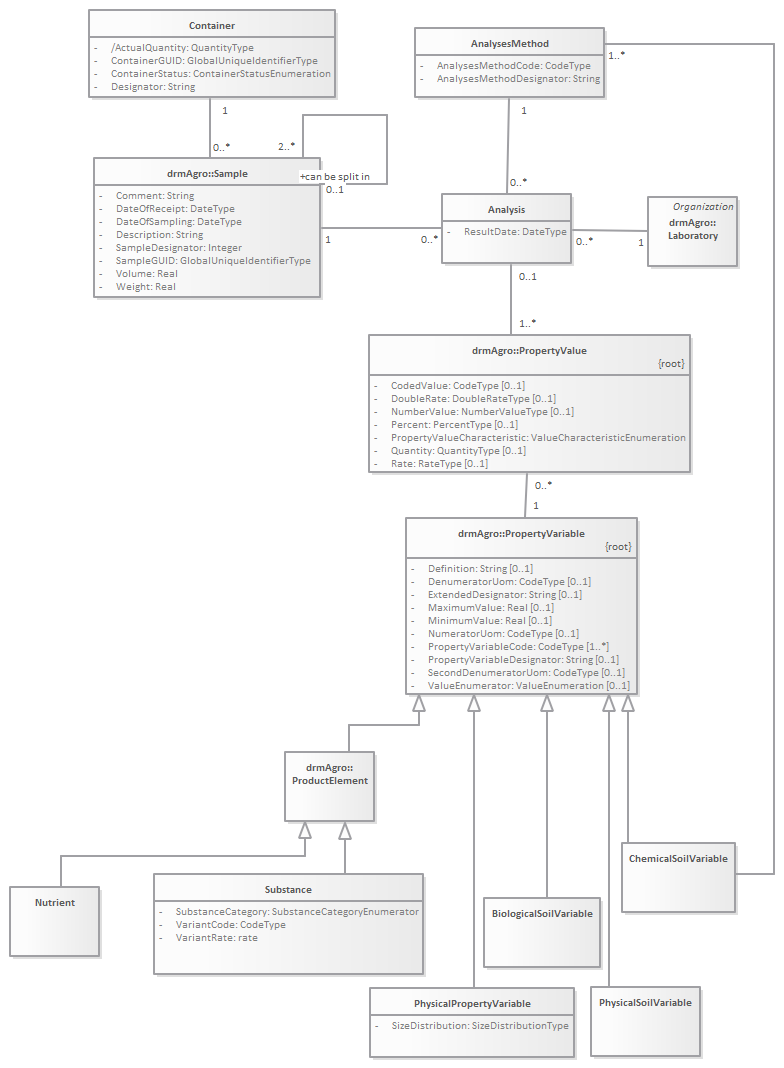 Container
- /ActualQuantity: QuantityType
- ContainerGUID: GlobalUniqueIdentifierType
- ContainerStatus: ContainerStatusEnumeration
- Designator: String
AnalysesMethod
- AnalysesMethodCode: CodeType
- AnalysesMethodDesignator: String
1..*
1
0..*
2..*
+can be split in
0..1
1
0..*
drmAgro::Sample
- Comment: String
- DateOfReceipt: DateType
- DateOfSampling: DateType
- Description: String
- SampleDesignator: Integer
- SampleGUID: GlobalUniqueIdentifierType
- Volume: Real
- Weight: Real
1
0..*
Analysis
- ResultDate: DateType
0..*
1
Organization
drmAgro::
Laboratory
0..1
1..*
drmAgro::PropertyValue
{root}
- CodedValue: CodeType [0..1]
- DoubleRate: DoubleRateType [0..1]
- NumberValue: NumberValueType [0..1]
- Percent: PercentType [0..1]
- PropertyValueCharacteristic: ValueCharacteristicEnumeration
- Quantity: QuantityType [0..1]
- Rate: RateType [0..1]
0..*
1
drmAgro::PropertyVariable
{root}
- Definition: String [0..1]
- DenumeratorUom: CodeType [0..1]
- ExtendedDesignator: String [0..1]
- MaximumValue: Real [0..1]
- MinimumValue: Real [0..1]
- NumeratorUom: CodeType [0..1]
- PropertyVariableCode: CodeType [1..*]
- PropertyVariableDesignator: String [0..1]
- SecondDenumeratorUom: CodeType [0..1]
- ValueEnumerator: ValueEnumeration [0..1]
drmAgro::
ProductElement
ChemicalSoilVariable
Nutrient
Substance
- SubstanceCategory: SubstanceCategoryEnumerator
- VariantCode: CodeType
- VariantRate: rate
BiologicalSoilVariable
PhysicalPropertyVariable
- SizeDistribution: SizeDistributionType
PhysicalSoilVariable